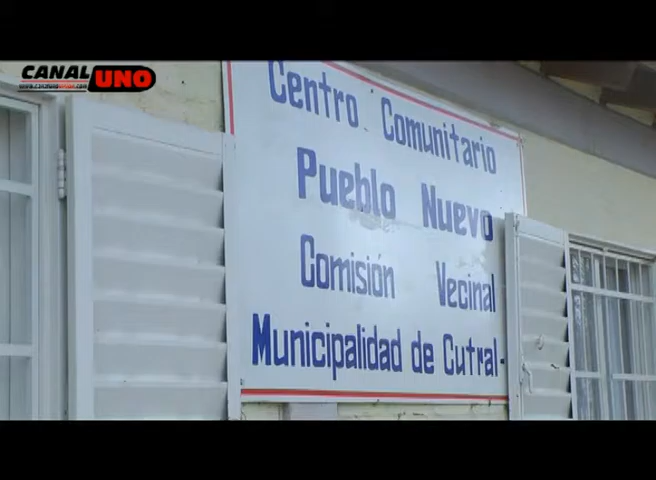 CANAL UNO
Centro Comunitario
Pueblo Nuevo
Comisión Vecinal
Municipalidad de Cutral-